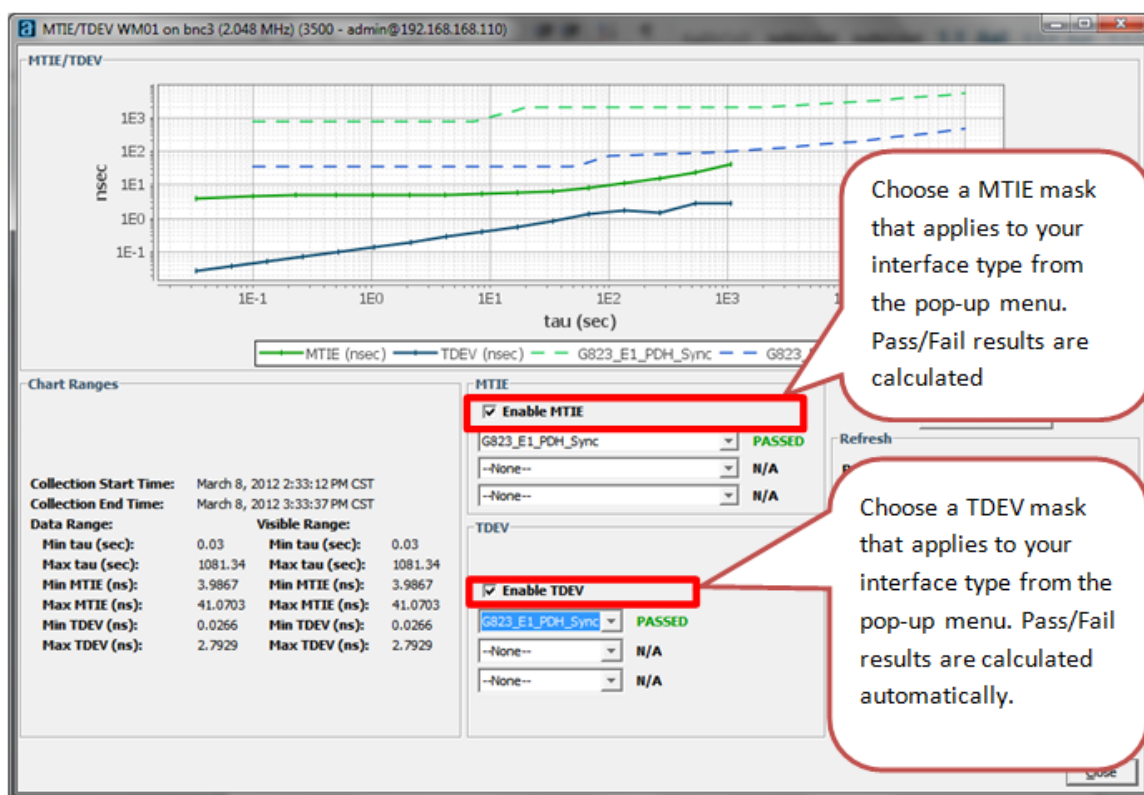 MTIE/TDEV WM01 on bnc3 (2.048 MHz) (3500 - admin@192.168.168.110)
MTIE/TDEV
nsec
1E3
1E2
1E1
1E0
1E-1
1E-1 1E0 1E1 1E2 1E3
tau (sec)
MTIE (nsec) TDEV (nsec) G823_E1_PDH_Sync
Choose a MTIE mask
that applies to your
interface type from
the pop-up menu.
Pass/Fail results are
calculated
Chart Ranges
Collection Start Time: March 8, 2012 2:33:12 PM CST
Collection End Time: March 8, 2012 3:33:37 PM CST
Data Range: Visible Range:
Min tau (sec): 0.03 Min tau (sec): 0.03
Max tau (sec): 1081.34 Max tau (sec): 1081.34
Min MTIE (ns): 3.9867 Min MTIE (ns): 3.9867
Max MTIE (ns): 41.0703 Max MTIE (ns): 41.0703
Min TDEV (ns): 0.0266 Min TDEV (ns): 0.0266
Max TDEV (ns): 2.7929 Max TDEV (ns): 2.7929
MTIE
Enable MTIE
G823_E1_PDH_Sync PASSED
--None-- N/A
--None-- N/A
TDEV
Enable TDEV
G823_E1_PDH_Sync PASSED
--None-- N/A
--None-- N/A
Refresh
Choose a TDEV mask
that applies to your
interface type from the
pop-up menu. Pass/Fail
results are calculated
automatically.
Close